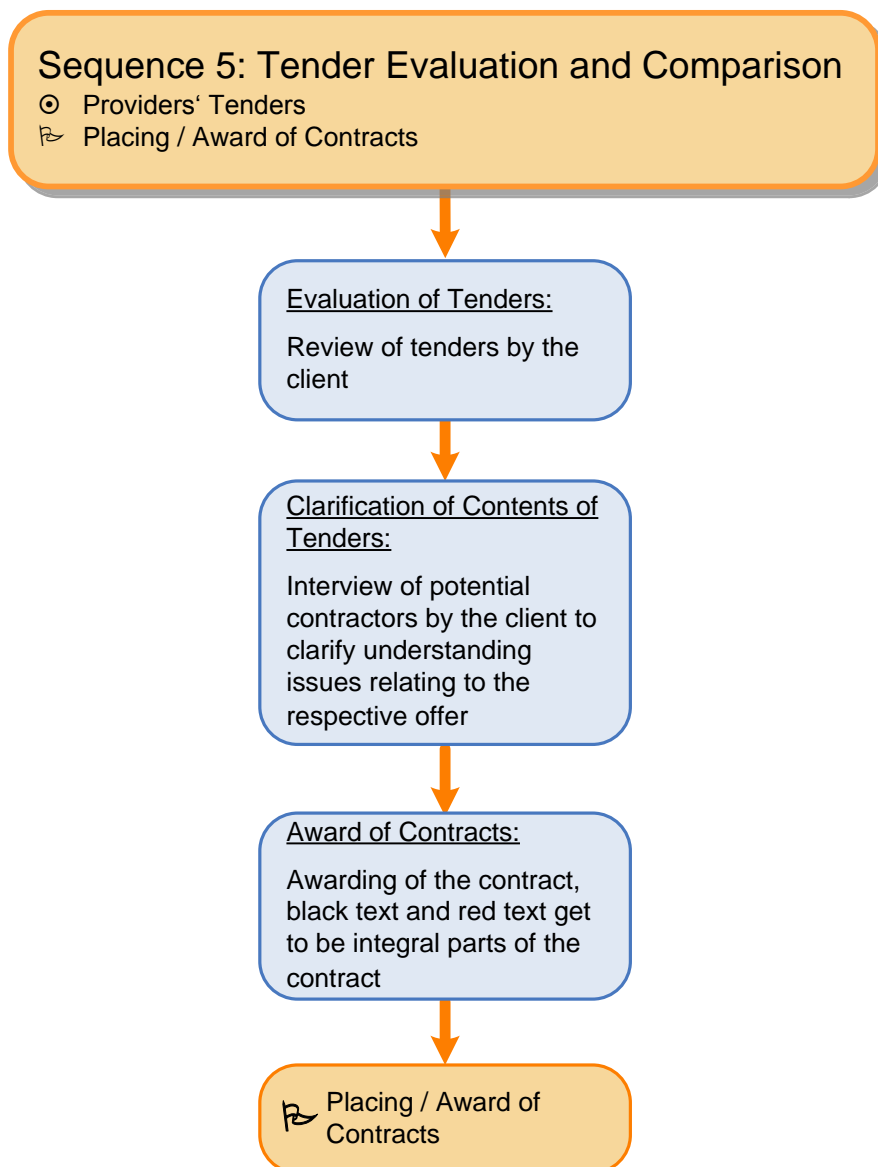 Sequence 5: Tender Evaluation and Comparison
Providers‘ Tenders
Placing / Award of Contracts
Evaluation of Tenders:
Review of tenders by the
client
Clarification of Contents of
Tenders:
Interview of potential
contractors by the client to
clarify understanding
issues relating to the
respective offer
Award of Contracts:
Awarding of the contract,
black text and red text get
to be integral parts of the
contract
Placing / Award of
Contracts